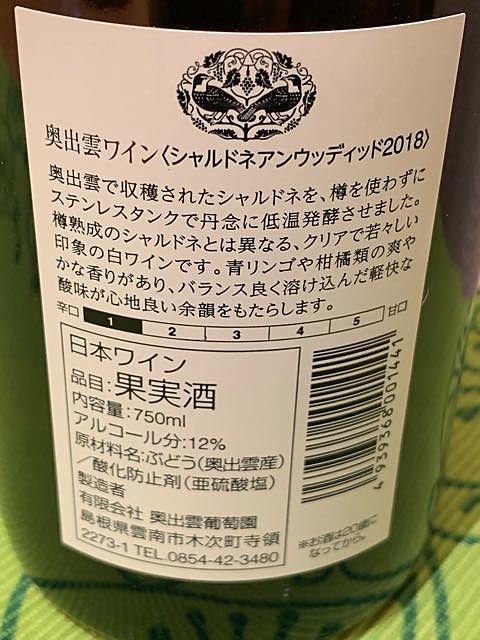 奥出雲ワイン〈シャルドネアンウッディッド2018〉
奥出雲で収穫されたシャルドネを、樽を使わずに
ステンレスタンクで丹念に低温発酵させました。
樽熟成のシャルドネとは異なる、クリアで若々しい
印象の白ワインです。青リンゴや柑橘類の爽や
かな香りがあり、バランス良く溶け込んだ軽快な
酸味が心地良い余韻をもたらします。
辛口 1 2 3 4 5 甘口
日本ワイン
品目:果実酒
内容量:750ml
アルコール分:12%
原材料名:ぶどう(奥出雲産)
/酸化防止剤(亜硫酸塩)
製造者
有限会社 奥出雲葡萄園
島根県雲南市木次町寺領
2273-1 TEL.0854-42-3480
4939368001441
※お酒は20歳に
なってから。